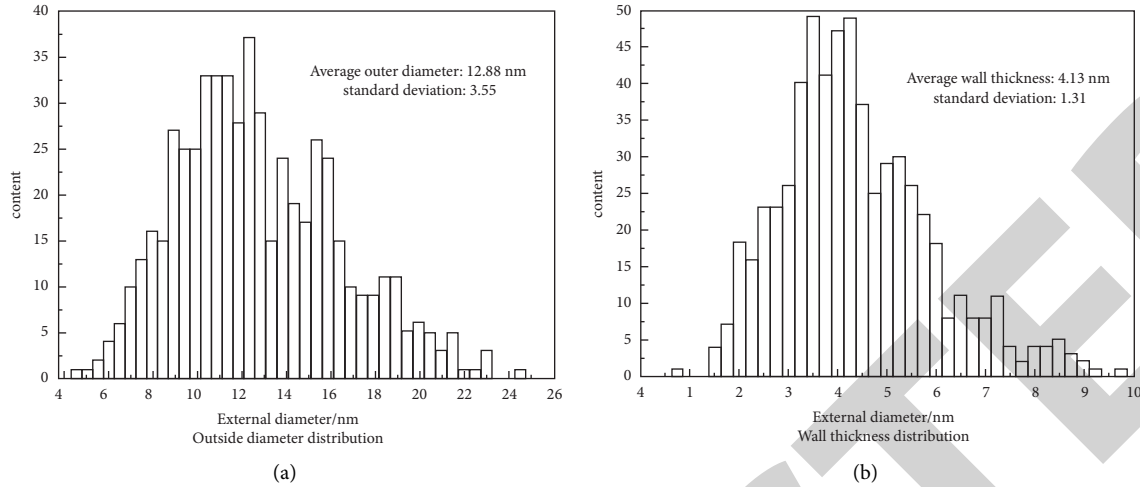 40
35
30
25
20
15
10
5
0
content
Average outer diameter: 12.88 nm
standard deviation: 3.55
4 6 8 10 12 14 16 18 20 22 24 26
External diameter/nm
Outside diameter distribution
(a)
50
45
40
35
30
25
20
15
10
5
0
content
Average wall thickness: 4.13 nm
standard deviation: 1.31
4 1 2 3 4 5 6 7 8 9 10
External diameter/nm
Wall thickness distribution
(b)